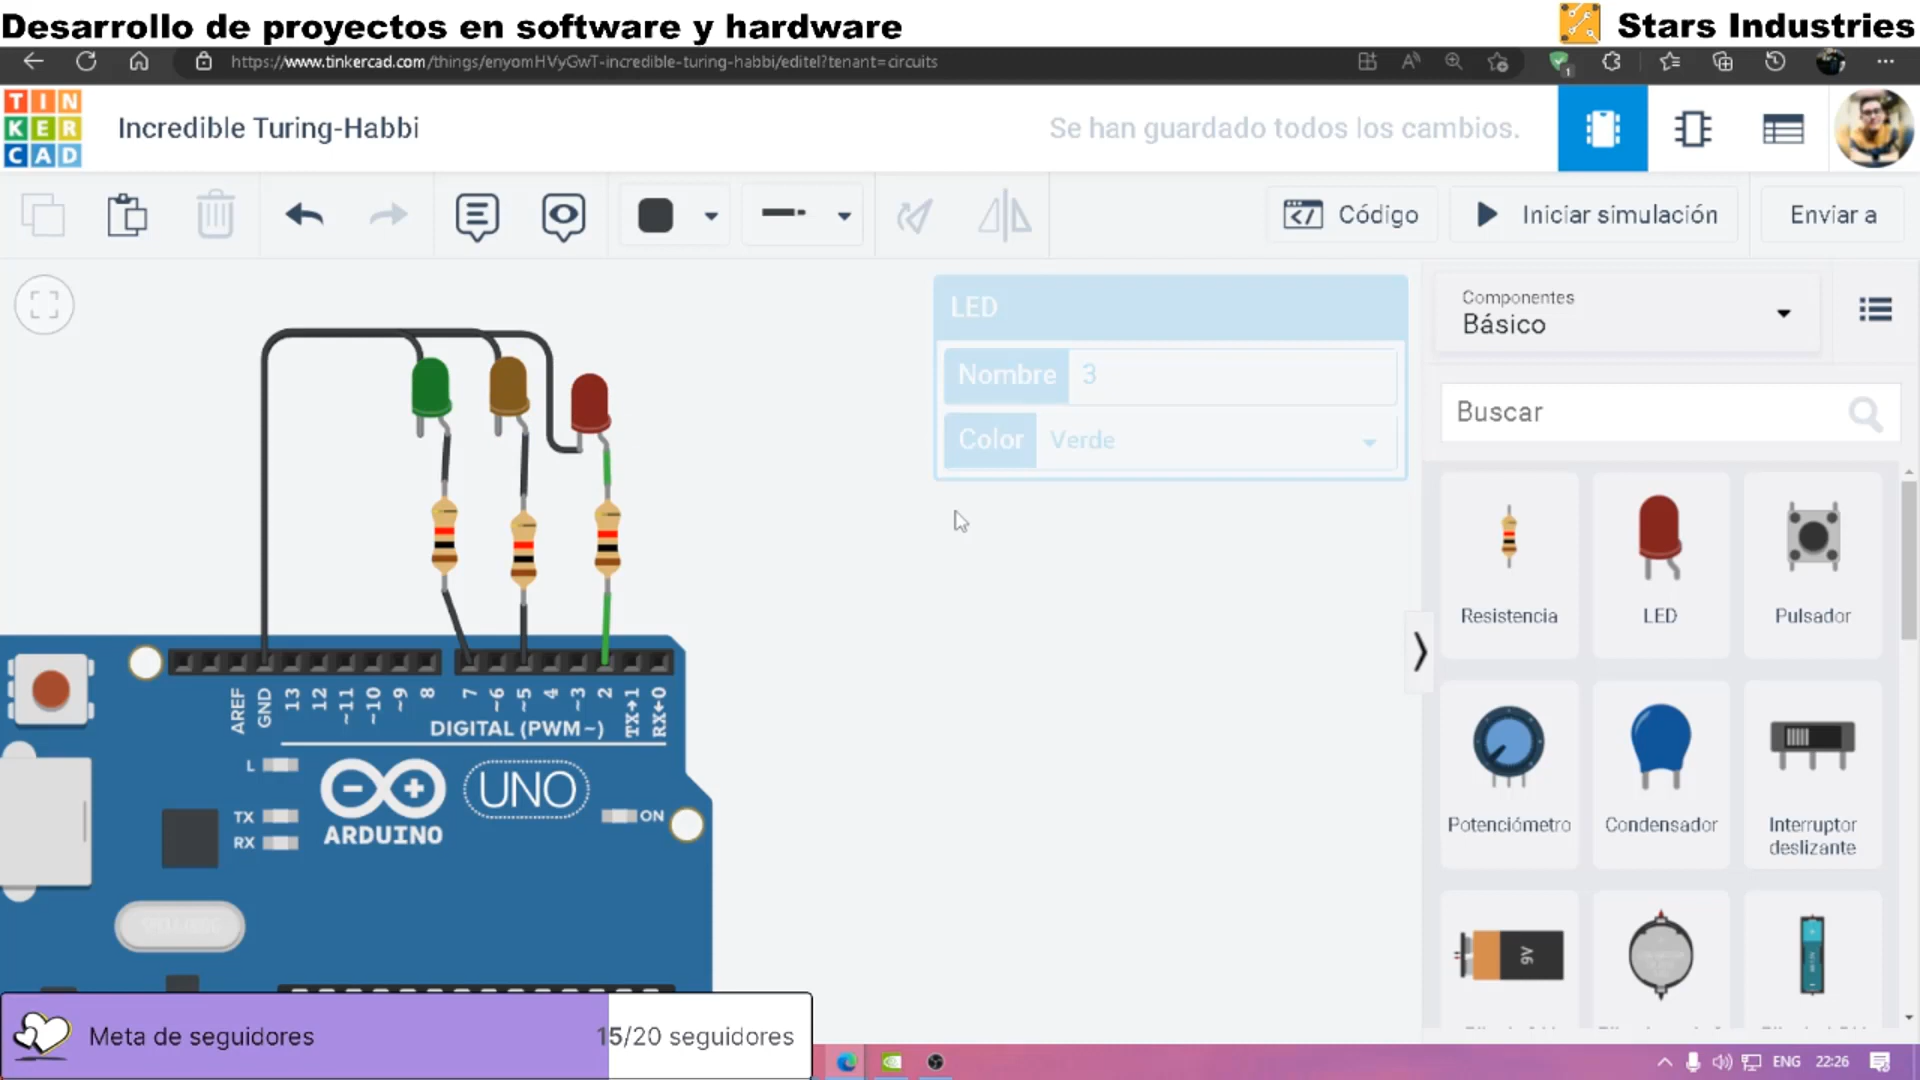 Desarrollo de proyectos en software y hardware
Stars Industries
https://www.tinkercad.com/things/enyomHVyGwT-incredible-turing-habbi/editel?tenant=circuits
1
TIN
KER
CAD
Incredible Turing-Habbi
Se han guardado todos los cambios.
Código
Iniciar simulación
Enviar a
LED
Nombre 3
Color Verde
Componentes
Básico
Buscar
Resistencia
LED
Pulsador
Potenciómetro
Condensador
Interruptor
deslizante
9V
AREF
GND
13
12
~11
~10
~9
8
7
~6
~5
4
~3
2
TX→1
RX←0
DIGITAL (PWM~)
L
TX
RX
UNO
ON
ARDUINO
Meta de seguidores
15/20 seguidores
ENG
22:26